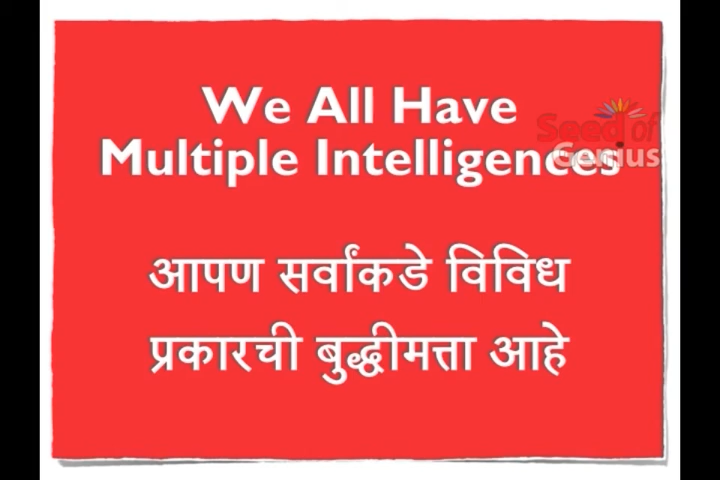 We All Have
Multiple Intelligences
Seed of
Genius
आपण सर्वांकडे विविध
प्रकारची बुद्धीमत्ता आहे